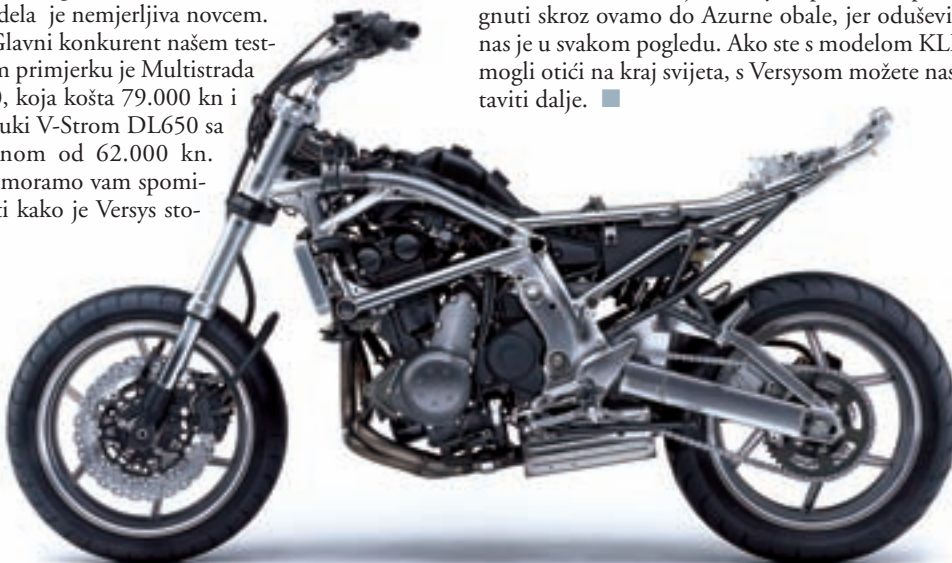 dela je nemjerljiva novcem.
Glavni konkurent našem test-
m primjerku je Multistrada
0, koja košta 79.000 kn i
uki V-Strom DL650 sa
nom od 62.000 kn.
moramo vam spomi-
ti kako je Versys sto-
gnuti skroz ovamo do Azurne obale, jer oduševi
nas je u svakom pogledu. Ako ste s modelom KL
mogli otići na kraj svijeta, s Versysom možete nas
taviti dalje.